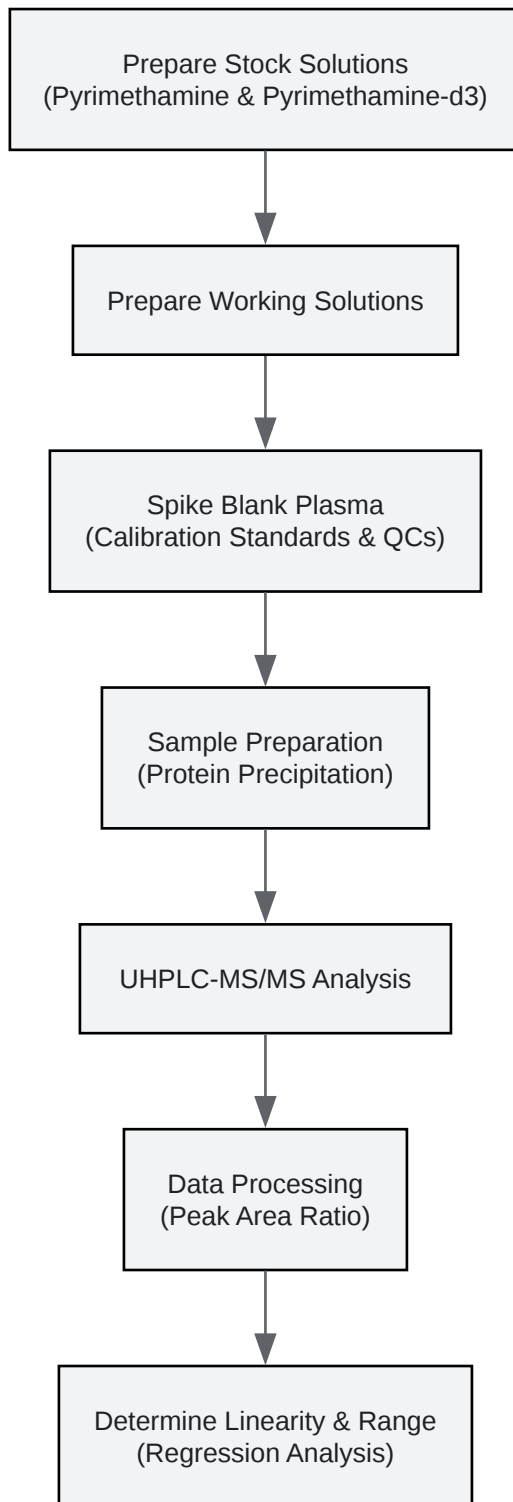 Prepare Stock Solutions
(Pyrimethamine & Pyrimethamine-d3)
Prepare Working Solutions
Spike Blank Plasma
(Calibration Standards & QCs)
Sample Preparation
(Protein Precipitation)
UHPLC-MS/MS Analysis
Data Processing
(Peak Area Ratio)
Determine Linearity & Range
(Regression Analysis)